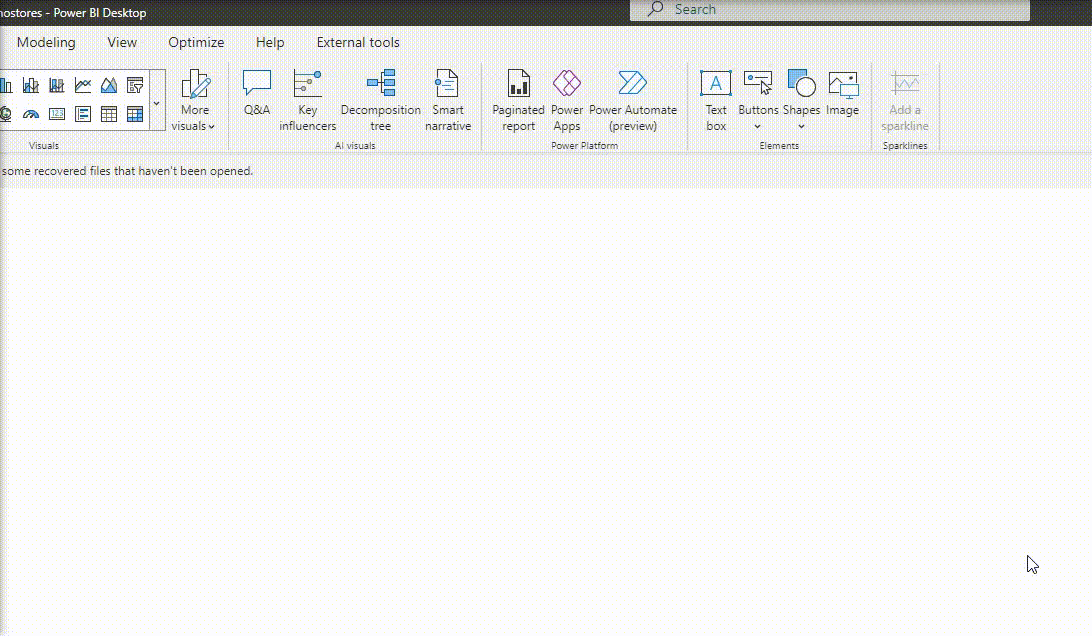 nostores - Power BI Desktop
Search
Modeling View Optimize Help External tools
More visuals
Q&A
Key influencers
Decomposition tree
Smart narrative
Paginated report
Power Apps
Power Automate (preview)
A
Text box
Buttons
Shapes
Image
Add a sparkline
123
Visuals
AI visuals
Power Platform
Elements
Sparklines
some recovered files that haven't been opened.